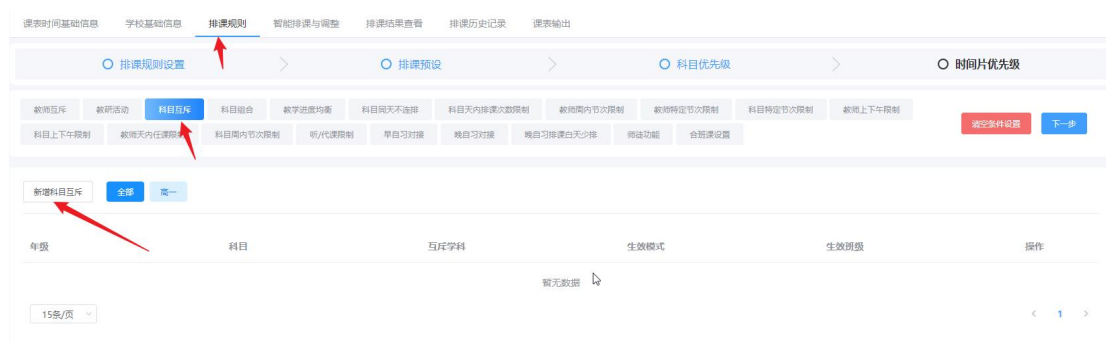 课表时间基础信息 学校基础信息 排课规则 智能排课与调整 排课结果查看 排课历史记录 课表输出
排课规则设置 排课预设 科目优先级 时间片优先级
教师互斥 教研活动 科目互斥 科目组合 教学进度均衡 科目同天不连排 科目天内排课次数限制 教师周内节次限制 教师特定节次限制 科目特定节次限制 教师上下午限制
科目上下午限制 教师天内任课限制 科目周内节次限制 听/代课限制 早自习对接 晚自习对接 晚自习排课白天少排 师徒功能 合班课设置
清空条件设置 下一步
新增科目互斥 全部 高一
年级 科目 互斥学科 生效模式 生效班级 操作
暂无数据
15条/页 1